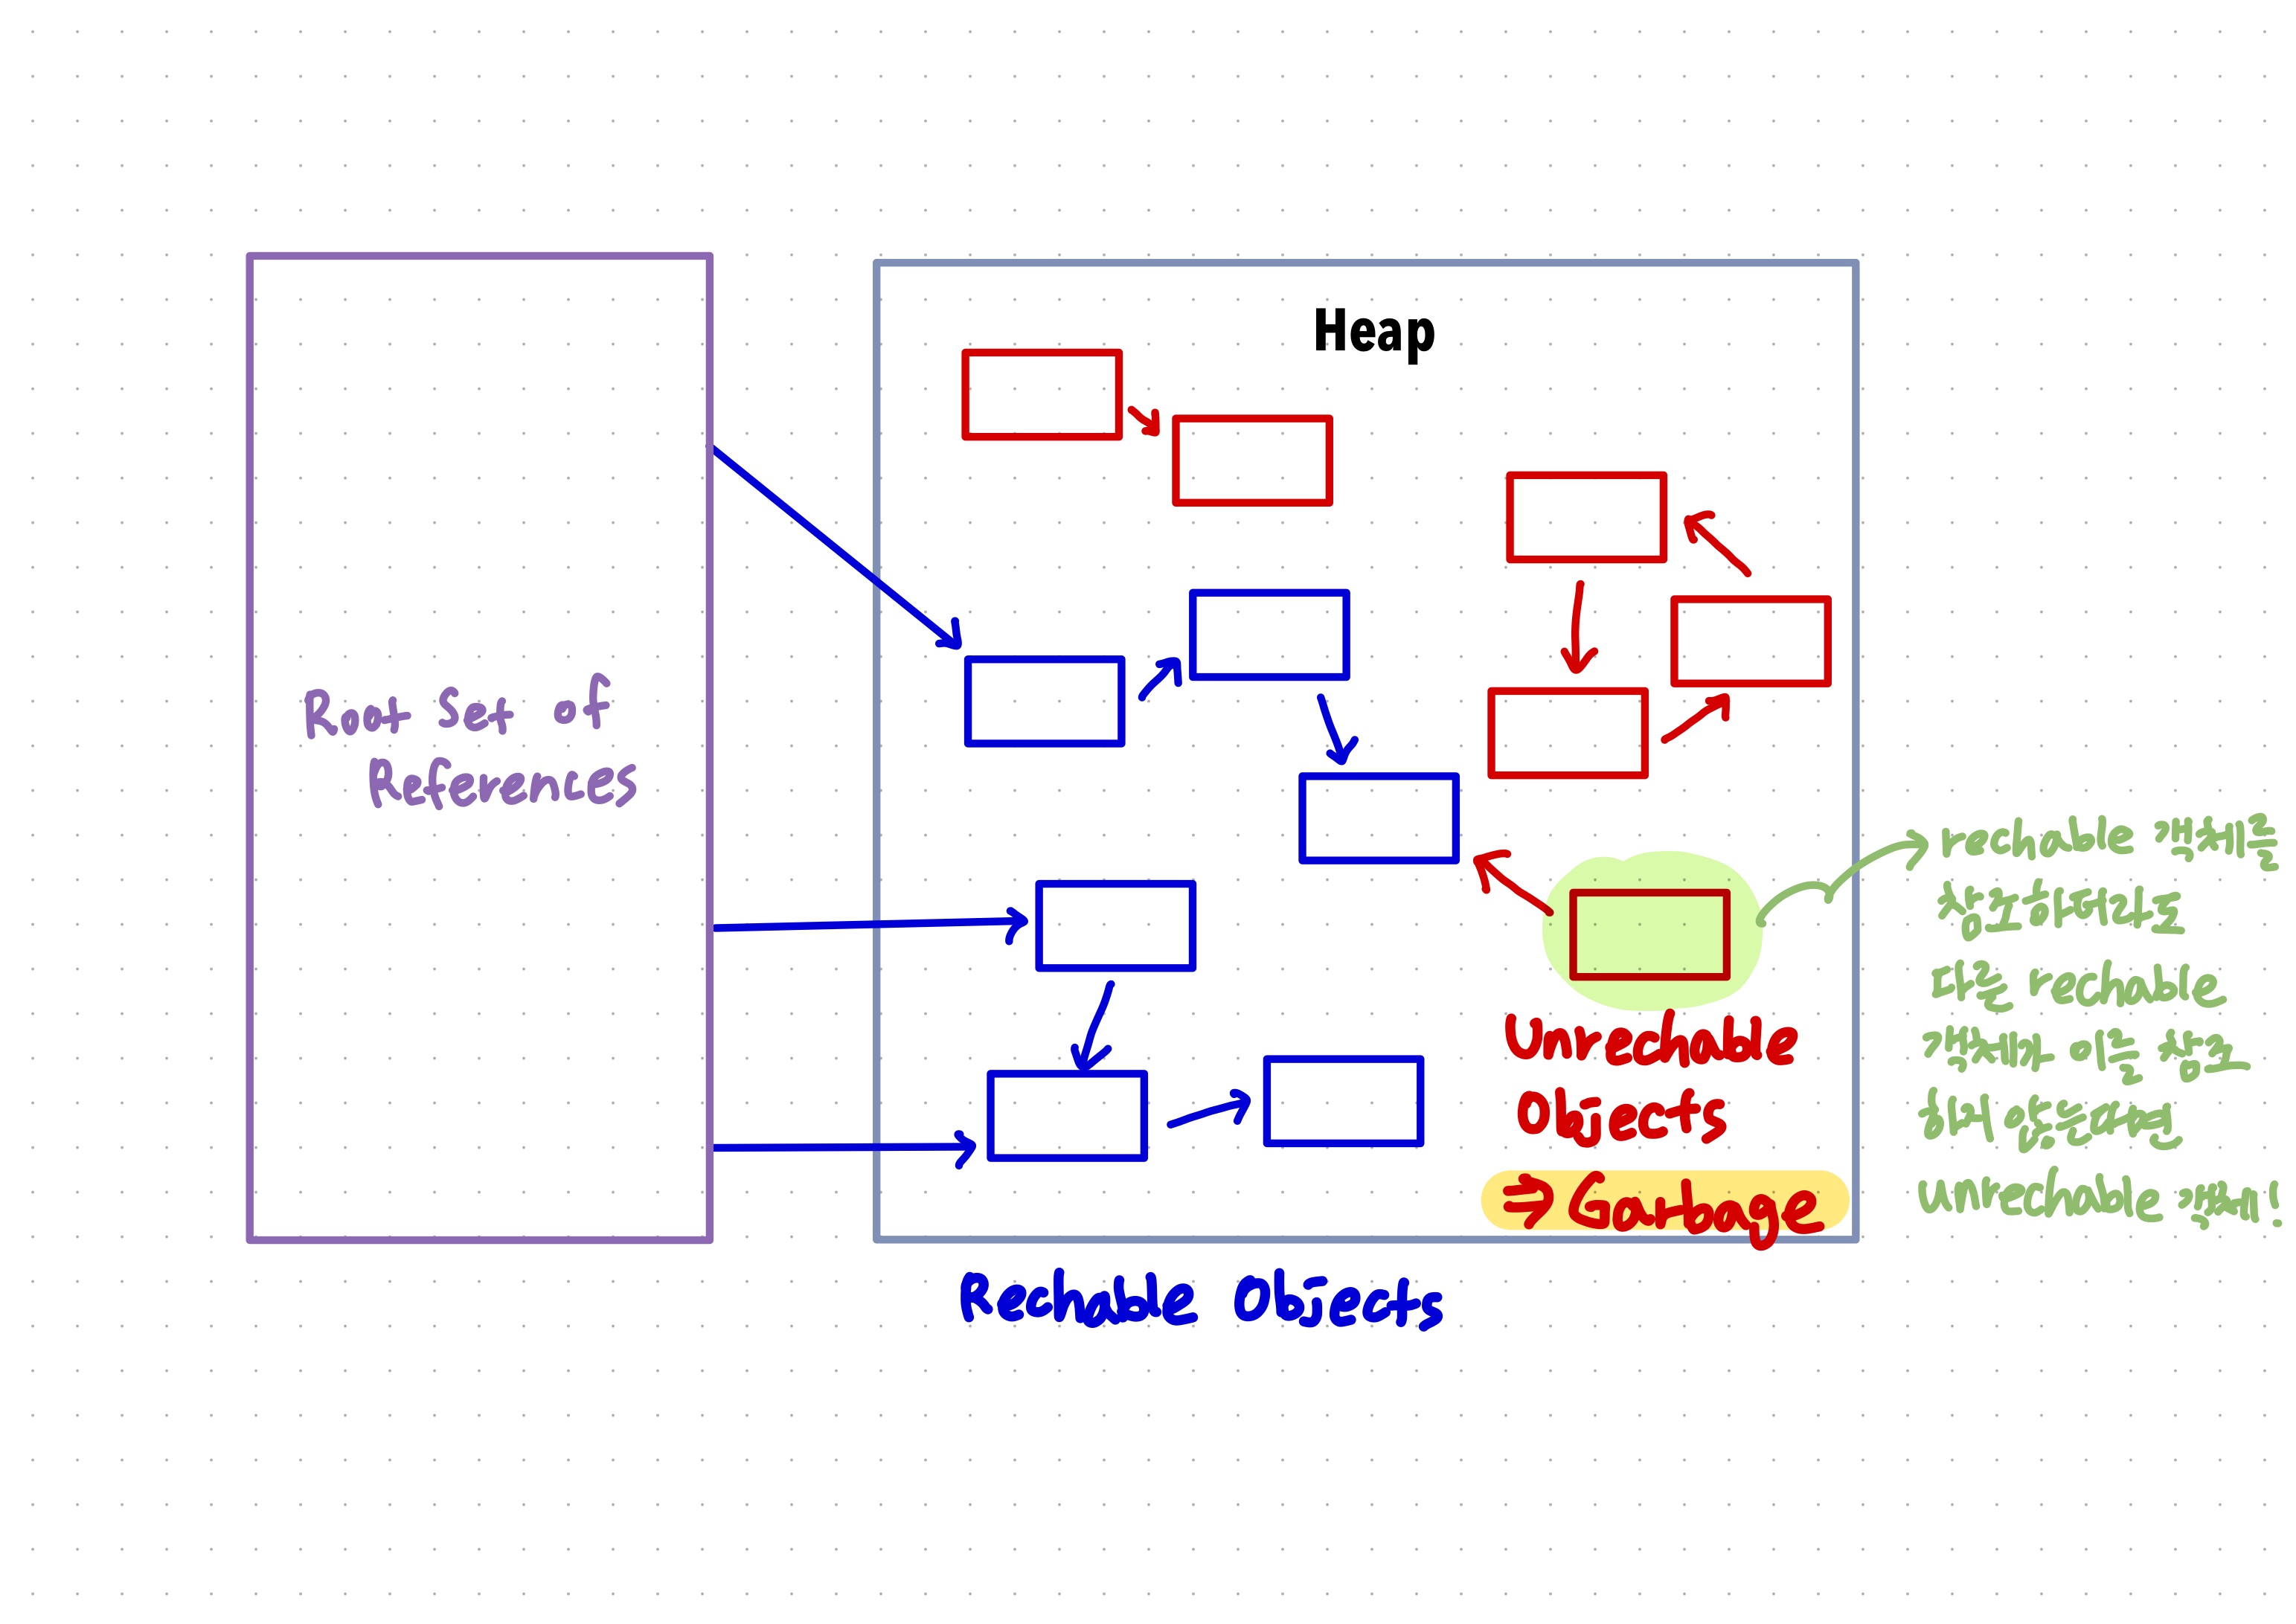 Heap
Root Set of
References
rechable 객체를
참조하더라도
다른 rechable
객체가 이를 참조
하지 않는다면
unrechable 객체!
Unrechable
Objects
⇒ Garbage
Rechable Objects